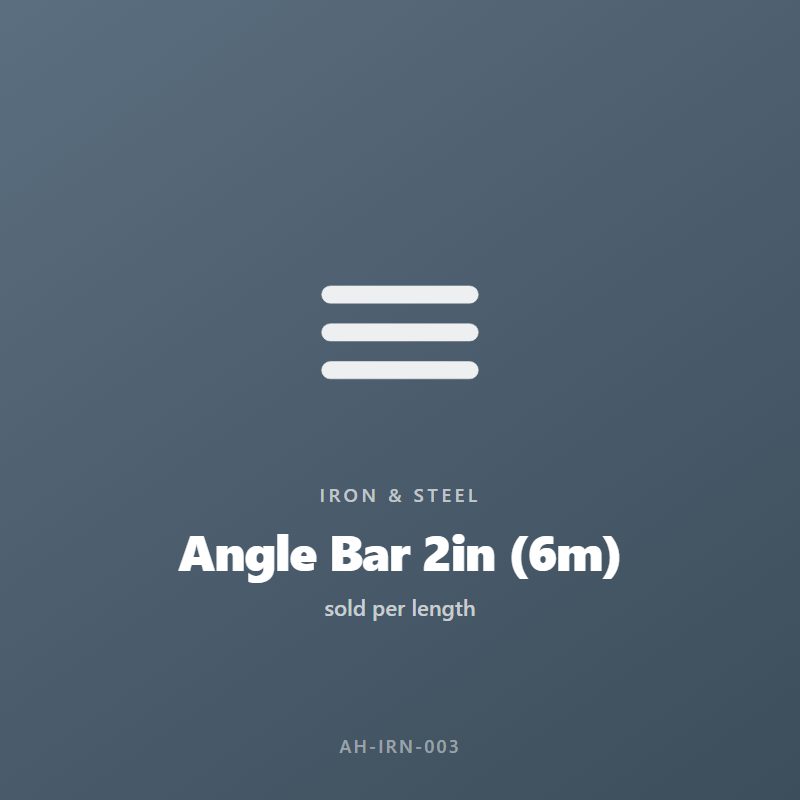 IRON & STEEL
Angle Bar 2in (6m)
sold per length
AH-IRN-003